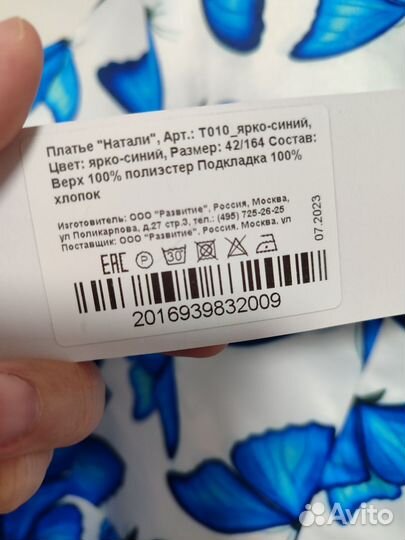 Платье "Натали", Арт.: T010_ярко-синий,
Цвет: ярко-синий, Размер: 42/164 Состав:
Верх 100% полиэстер Подкладка 100%
хлопок
Изготовитель: ООО "Развитие", Россия, Москва,
ул Поликарпова, д.27 стр.3, тел.: (495) 725-26-25
Поставщик: ООО "Развитие", Россия, Москва, ул
07.2023
EAC P 30
2016939832009
Avito